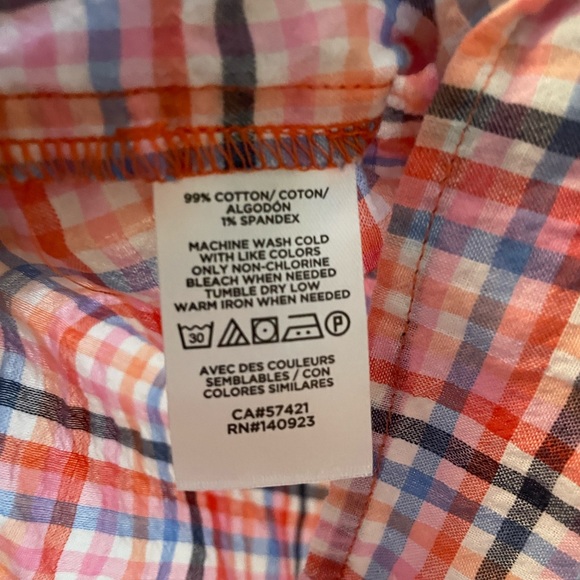 99% COTTON/ COTON/
ALGODÓN
1% SPANDEX
MACHINE WASH COLD
WITH LIKE COLORS
ONLY NON-CHLORINE
BLEACH WHEN NEEDED
TUMBLE DRY LOW
WARM IRON WHEN NEEDED
30 P
AVEC DES COULEURS
SEMBLABLES / CON
COLORES SIMILARES
CA#57421
RN#140923